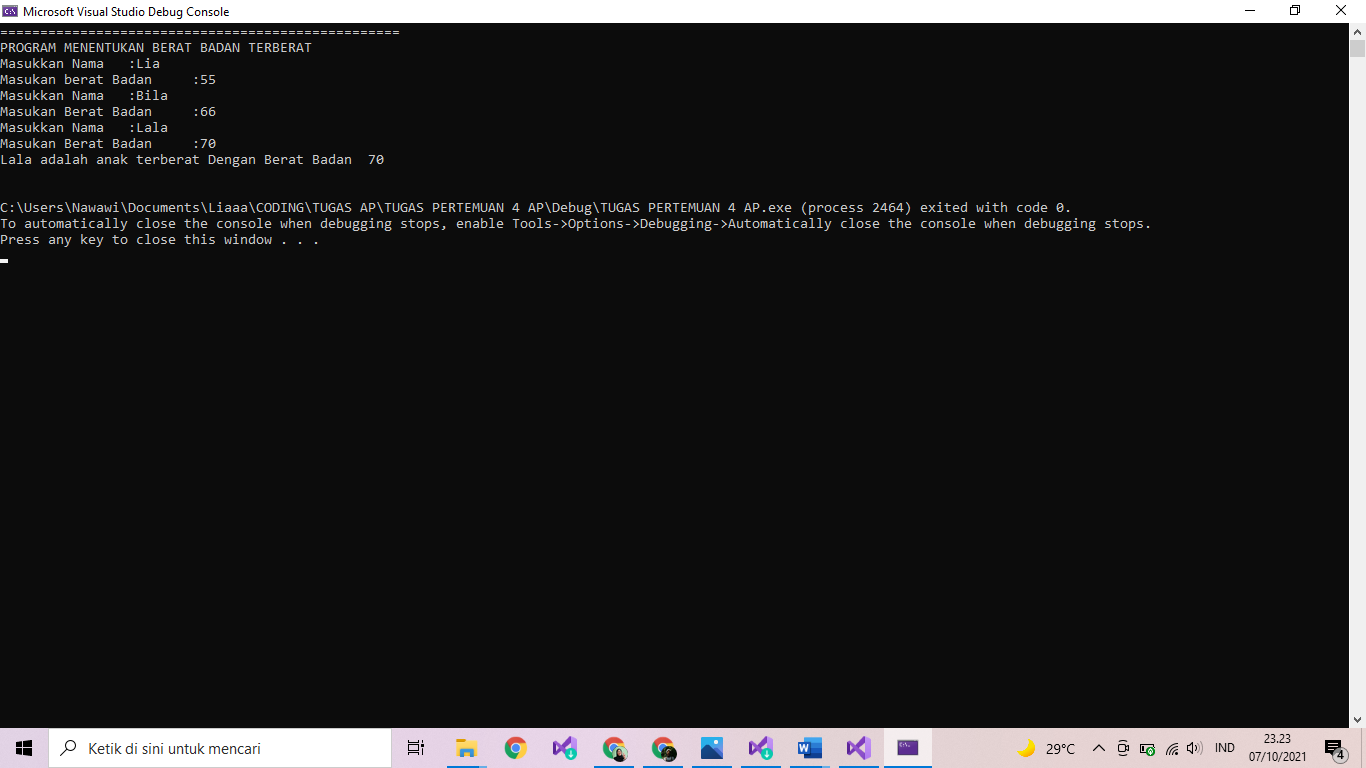 Microsoft Visual Studio Debug Console
==================================================
PROGRAM MENENTUKAN BERAT BADAN TERBERAT
Masukkan Nama   :Lia
Masukan berat Badan     :55
Masukkan Nama   :Bila
Masukan Berat Badan     :66
Masukkan Nama   :Lala
Masukan Berat Badan     :70
Lala adalah anak terberat Dengan Berat Badan  70
C:\Users\Nawawi\Documents\Liaaa\CODING\TUGAS AP\TUGAS PERTEMUAN 4 AP\Debug\TUGAS PERTEMUAN 4 AP.exe (process 2464) exited with code 0.
To automatically close the console when debugging stops, enable Tools->Options->Debugging->Automatically close the console when debugging stops.
Press any key to close this window . . .
Ketik di sini untuk mencari
29°C
IND
23.23
07/10/2021
4